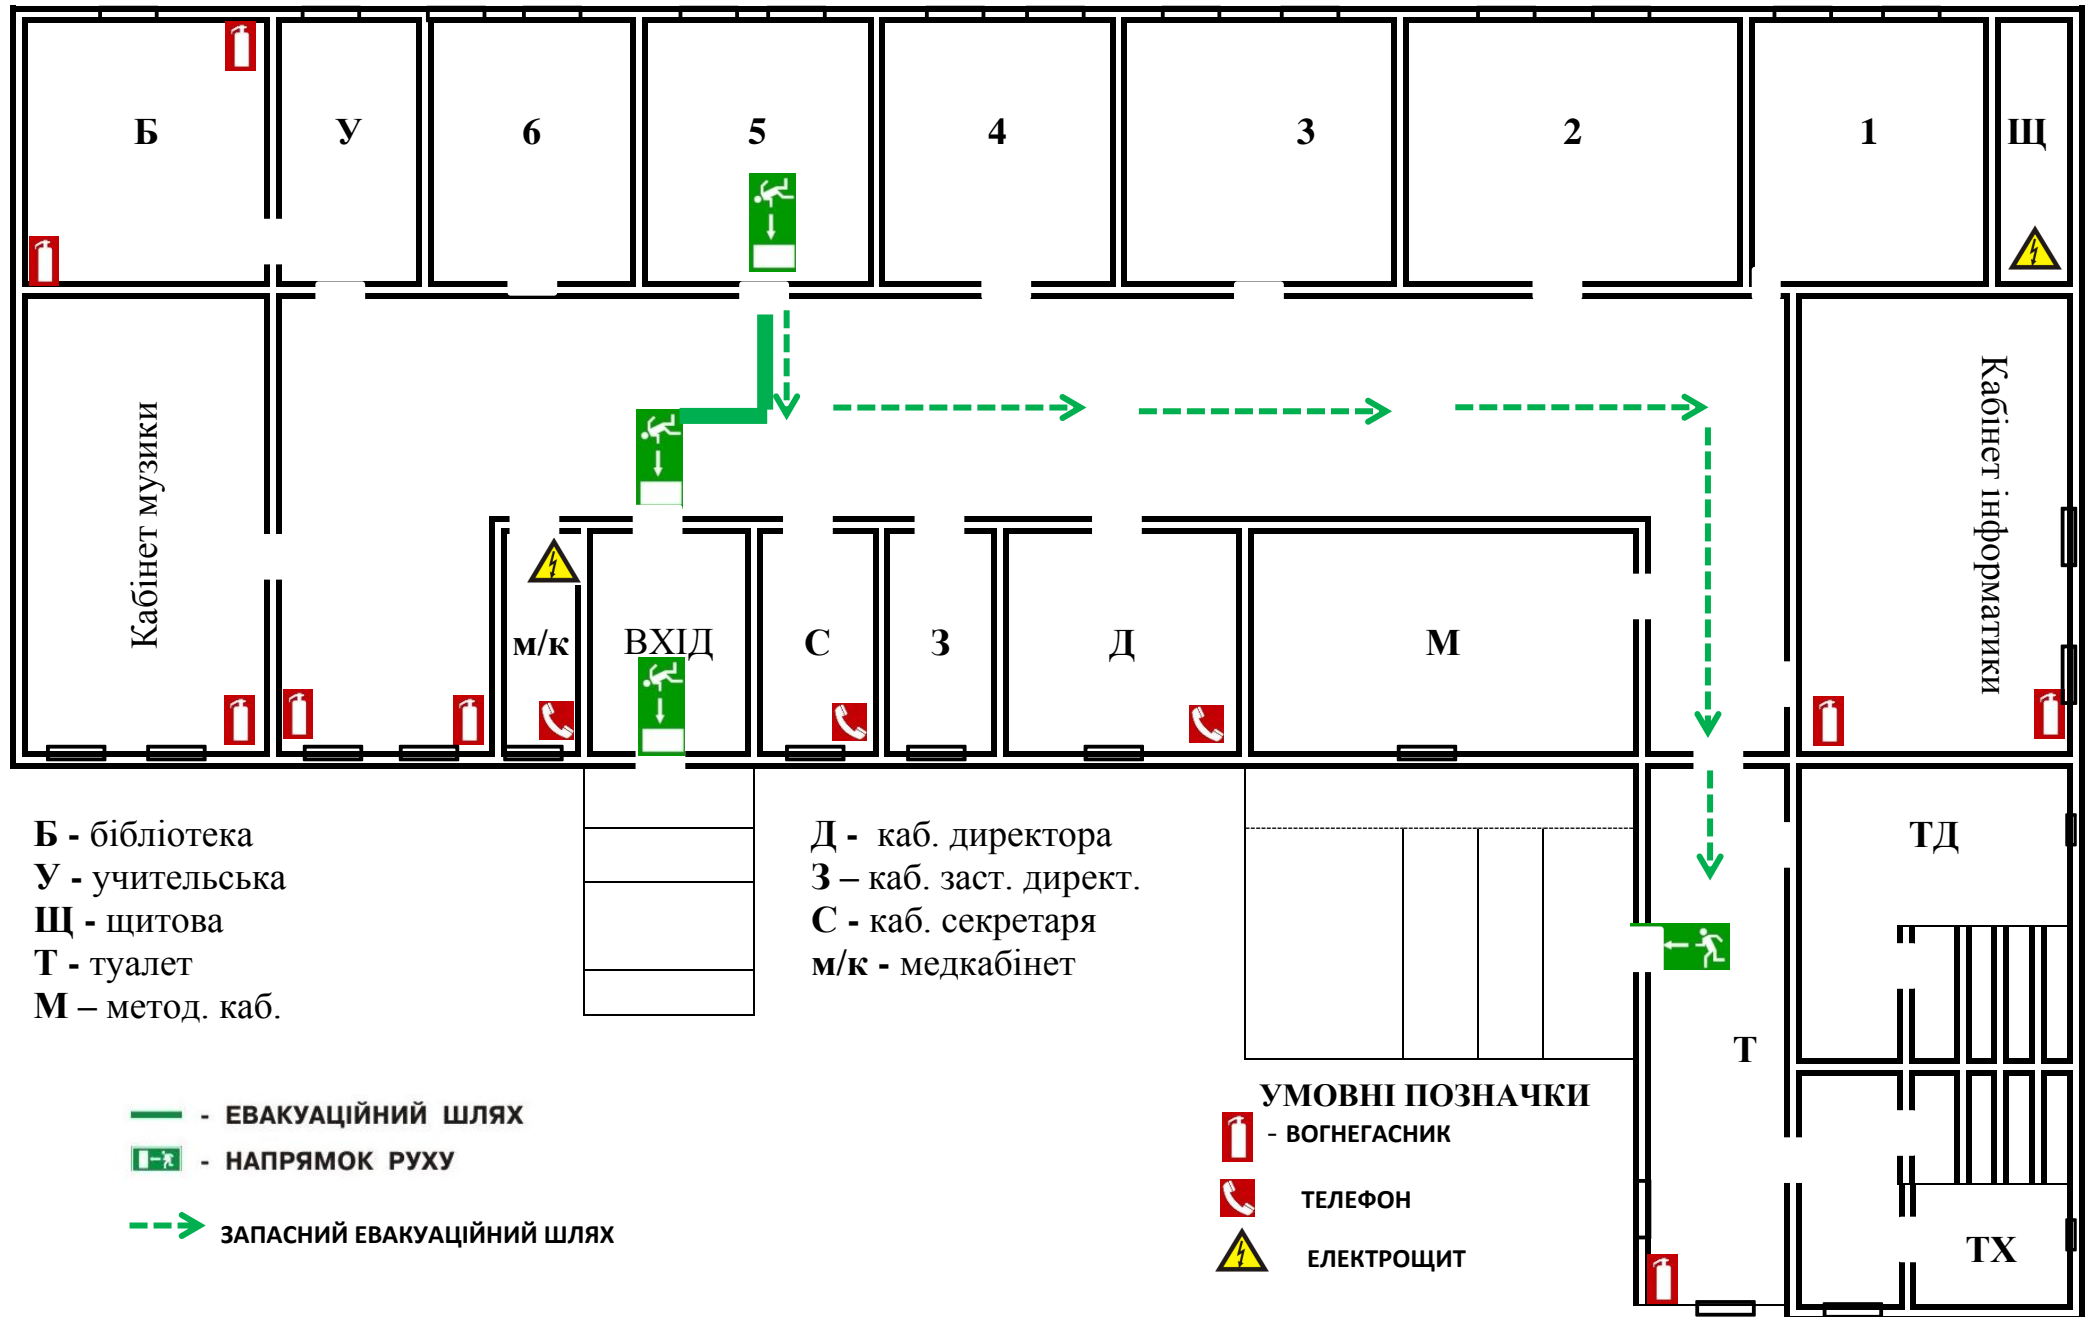 Б
У
6
5
4
3
2
1
Щ
Кабінет музики
Кабінет інформатики
м/к
ВХІД
С
З
Д
М
Б - бібліотека
У - учительська
Щ - щитова
Т - туалет
М – метод. каб.
Д - каб. директора
З – каб. заст. директ.
С - каб. секретаря
м/к - медкабінет
ТД
Т
ТХ
- ЕВАКУАЦІЙНИЙ ШЛЯХ
- НАПРЯМОК РУХУ
ЗАПАСНИЙ ЕВАКУАЦІЙНИЙ ШЛЯХ
УМОВНІ ПОЗНАЧКИ
- ВОГНЕГАСНИК
ТЕЛЕФОН
ЕЛЕКТРОЩИТ